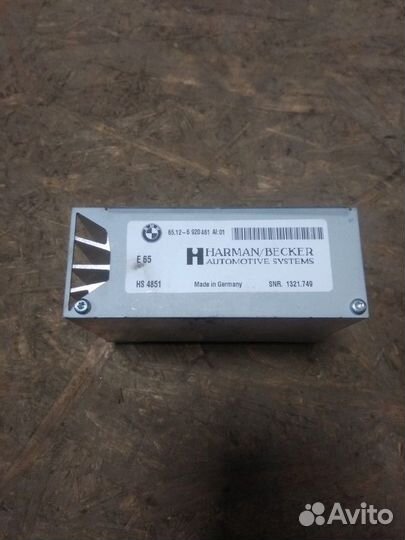 BMW
65.12-6 920 461 AI:01
E 65
HARMAN/BECKER
AUTOMOTIVE SYSTEMS
HS 4851
Made in Germany
SNR. 1321.749
Avito